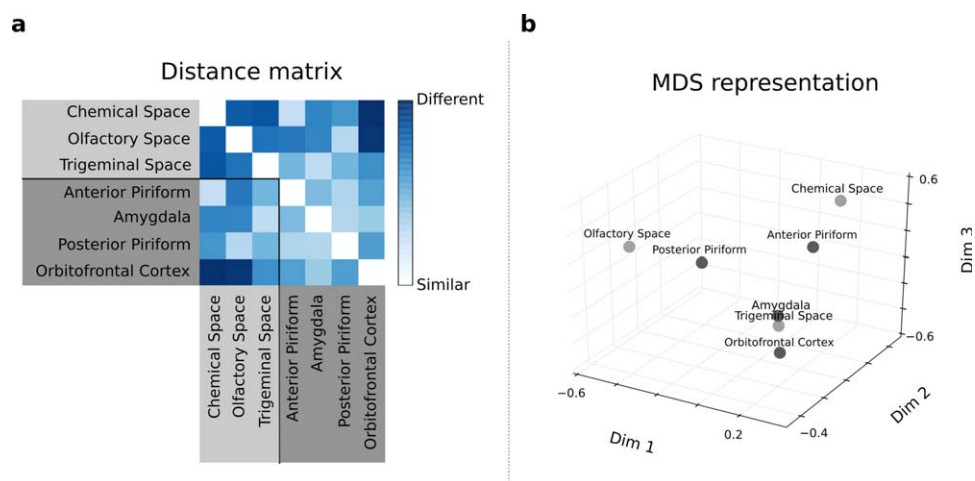 a
Distance matrix
Chemical Space
Olfactory Space
Trigeminal Space
Anterior Piriform
Amygdala
Posterior Piriform
Orbitofrontal Cortex
Different
Similar
Chemical Space
Olfactory Space
Trigeminal Space
Anterior Piriform
Amygdala
Posterior Piriform
Orbitofrontal Cortex
b
MDS representation
0.6
Chemical Space
Olfactory Space
Anterior Piriform
Posterior Piriform
Dim 3
Amygdala
Trigeminal Space
−0.6
Orbitofrontal Cortex
−0.6
Dim 2
0.2
−0.4
Dim 1